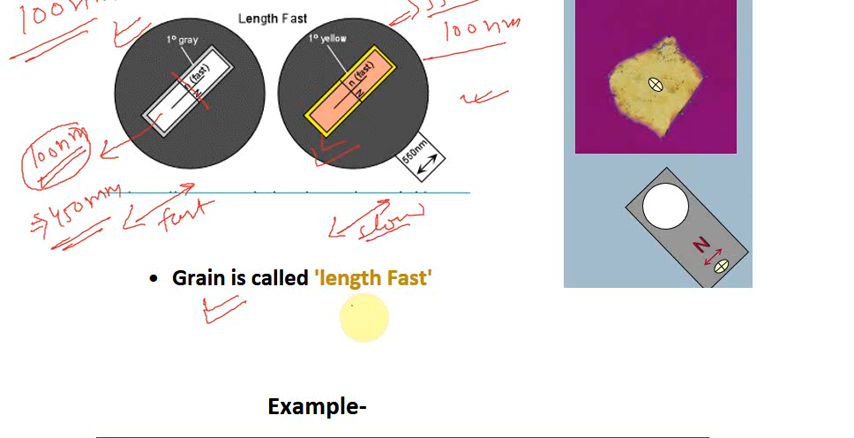 100nm
Length Fast
100nm
1° gray
1° yellow
n (fast)
N
n (fast)
N
100nm
550nm
⇒ 450nm
fast
slow
N
• Grain is called 'length Fast'
Example-